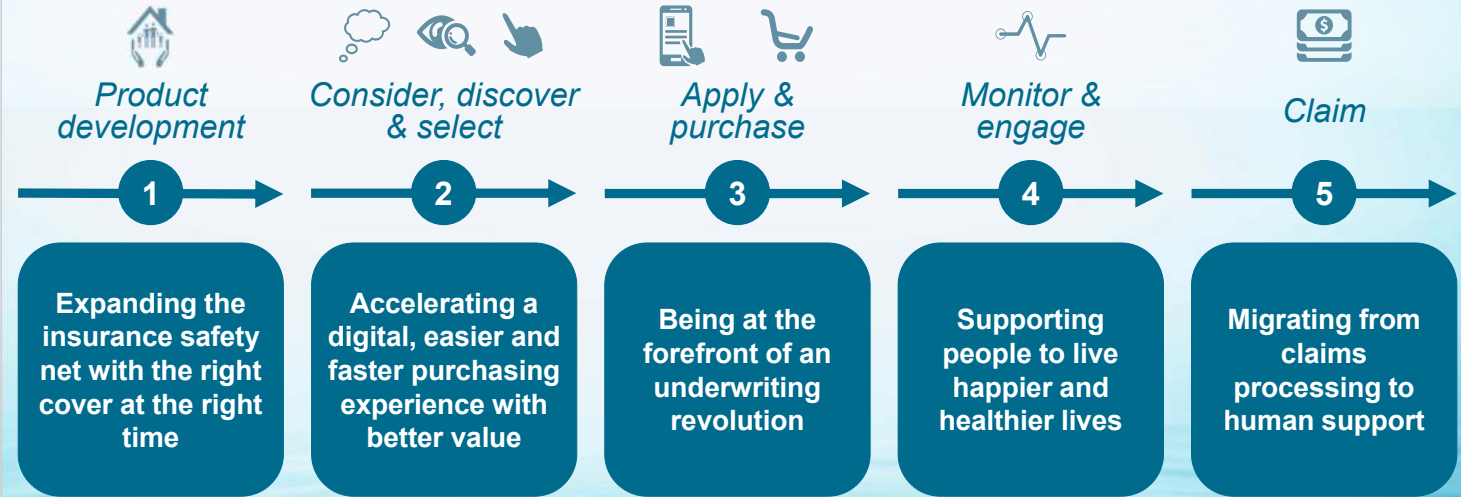 Product
development
Consider, discover
& select
Apply &
purchase
Monitor &
engage
Claim
1
2
3
4
5
Expanding the
insurance safety
net with the right
cover at the right
time
Accelerating a
digital, easier and
faster purchasing
experience with
better value
Being at the
forefront of an
underwriting
revolution
Supporting
people to live
happier and
healthier lives
Migrating from
claims
processing to
human support